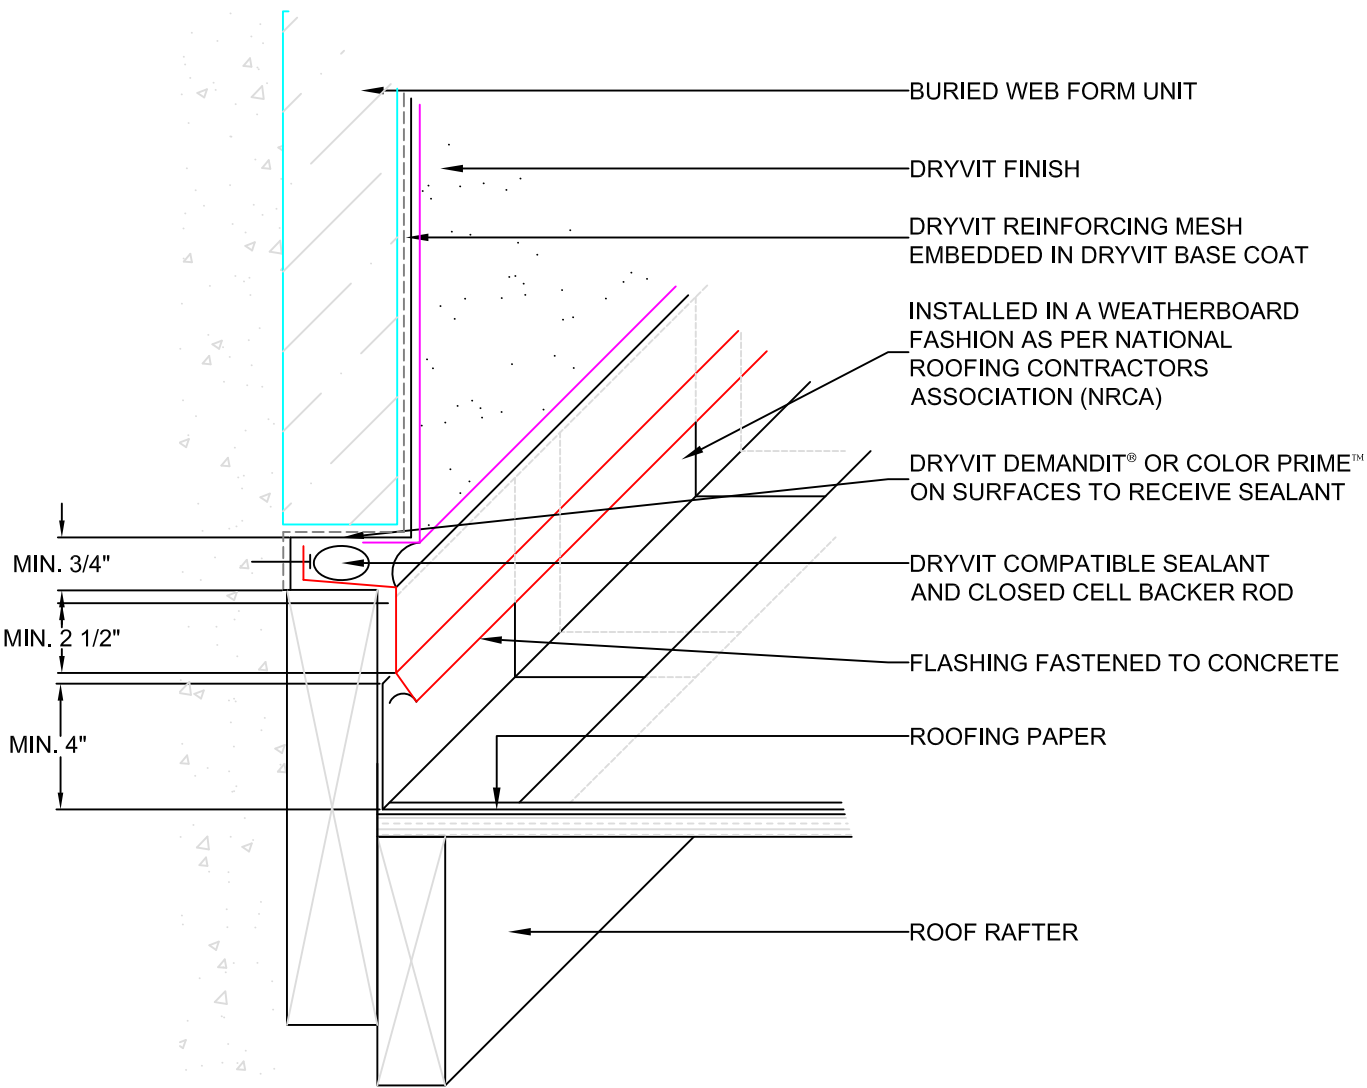 BURIED WEB FORM UNIT
DRYVIT FINISH
DRYVIT REINFORCING MESH
EMBEDDED IN DRYVIT BASE COAT
INSTALLED IN A WEATHERBOARD
FASHION AS PER NATIONAL
ROOFING CONTRACTORS
ASSOCIATION (NRCA)
DRYVIT DEMANDIT® OR COLOR PRIME™
ON SURFACES TO RECEIVE SEALANT
MIN. 3/4"
DRYVIT COMPATIBLE SEALANT
AND CLOSED CELL BACKER ROD
MIN. 2 1/2"
FLASHING FASTENED TO CONCRETE
MIN. 4"
ROOFING PAPER
ROOF RAFTER